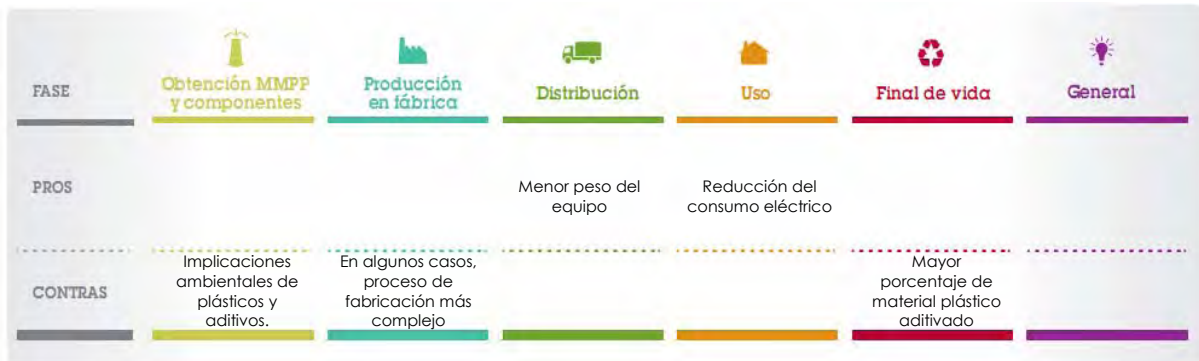 FASE
Obtención MMPP
y componentes
Producción
en fábrica
Distribución
Uso
Final de vida
General
PROS
Menor peso del
equipo
Reducción del
consumo eléctrico
CONTRAS
Implicaciones
ambientales de
plásticos y
aditivos.
En algunos casos,
proceso de
fabricación más
complejo
Mayor
porcentaje de
material plástico
aditivado